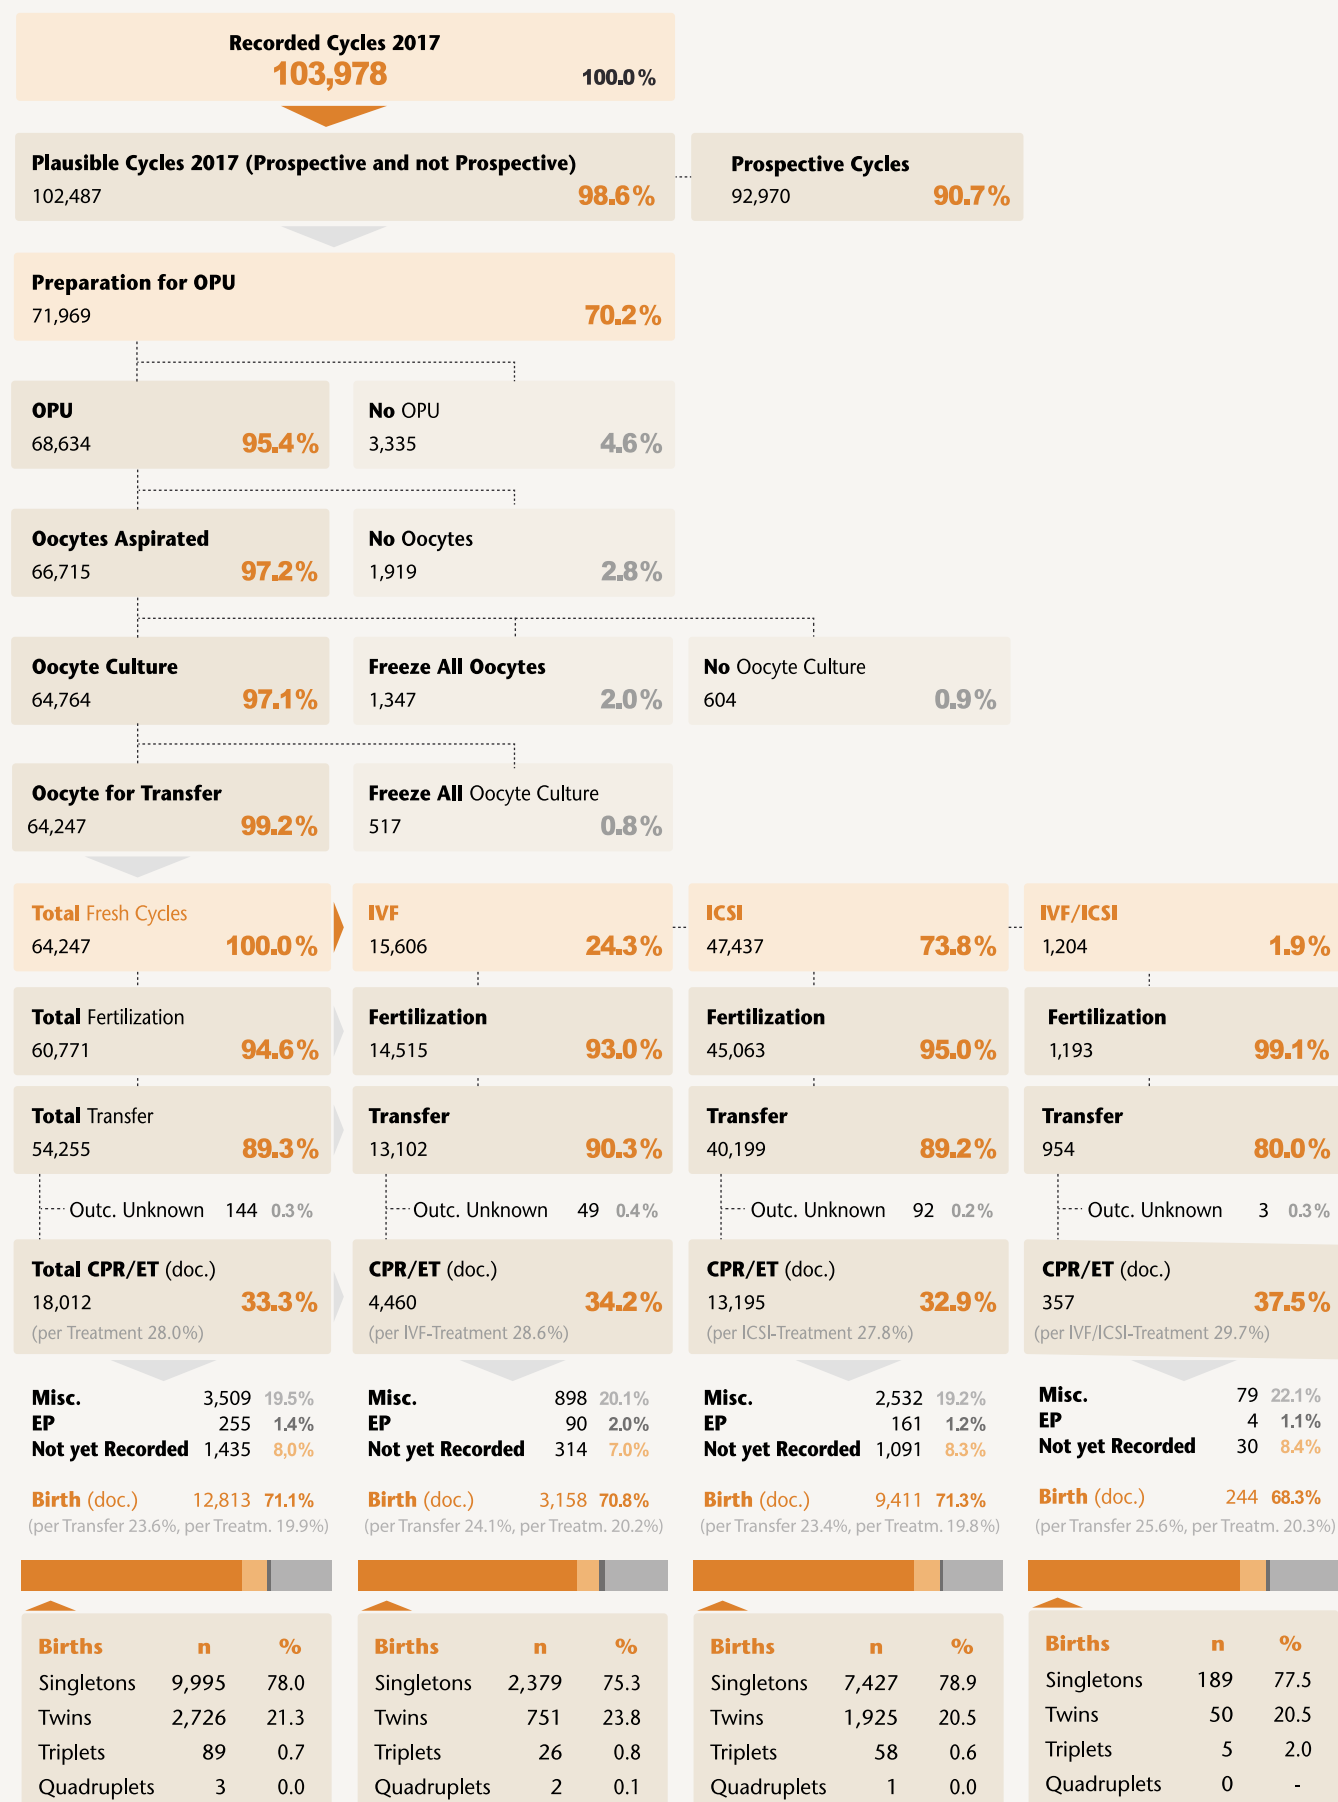 Recorded Cycles 2017
103,978 100.0%
Plausible Cycles 2017 (Prospective and not Prospective)
102,487 98.6%
Prospective Cycles
92,970 90.7%
Preparation for OPU
71,969 70.2%
OPU
68,634 95.4%
No OPU
3,335 4.6%
Oocytes Aspirated
66,715 97.2%
No Oocytes
1,919 2.8%
Oocyte Culture
64,764 97.1%
Freeze All Oocytes
1,347 2.0%
No Oocyte Culture
604 0.9%
Oocyte for Transfer
64,247 99.2%
Freeze All Oocyte Culture
517 0.8%
Total Fresh Cycles
64,247 100.0%
IVF
15,606 24.3%
ICSI
47,437 73.8%
IVF/ICSI
1,204 1.9%
Total Fertilization
60,771 94.6%
Fertilization
14,515 93.0%
Fertilization
45,063 95.0%
Fertilization
1,193 99.1%
Total Transfer
54,255 89.3%
Transfer
13,102 90.3%
Transfer
40,199 89.2%
Transfer
954 80.0%
Outc. Unknown 144 0.3%
Outc. Unknown 49 0.4%
Outc. Unknown 92 0.2%
Outc. Unknown 3 0.3%
Total CPR/ET (doc.)
18,012 33.3%
(per Treatment 28.0%)
CPR/ET (doc.)
4,460 34.2%
(per IVF-Treatment 28.6%)
CPR/ET (doc.)
13,195 32.9%
(per ICSI-Treatment 27.8%)
CPR/ET (doc.)
357 37.5%
(per IVF/ICSI-Treatment 29.7%)
Misc. 3,509 19.5%
EP 255 1.4%
Not yet Recorded 1,435 8,0%
Birth (doc.) 12,813 71.1%
(per Transfer 23.6%, per Treatm. 19.9%)
Misc. 898 20.1%
EP 90 2.0%
Not yet Recorded 314 7.0%
Birth (doc.) 3,158 70.8%
(per Transfer 24.1%, per Treatm. 20.2%)
Misc. 2,532 19.2%
EP 161 1.2%
Not yet Recorded 1,091 8.3%
Birth (doc.) 9,411 71.3%
(per Transfer 23.4%, per Treatm. 19.8%)
Misc. 79 22.1%
EP 4 1.1%
Not yet Recorded 30 8.4%
Birth (doc.) 244 68.3%
(per Transfer 25.6%, per Treatm. 20.3%)
Births n %
Singletons 9,995 78.0
Twins 2,726 21.3
Triplets 89 0.7
Quadruplets 3 0.0
Births n %
Singletons 2,379 75.3
Twins 751 23.8
Triplets 26 0.8
Quadruplets 2 0.1
Births n %
Singletons 7,427 78.9
Twins 1,925 20.5
Triplets 58 0.6
Quadruplets 1 0.0
Births n %
Singletons 189 77.5
Twins 50 20.5
Triplets 5 2.0
Quadruplets 0 -